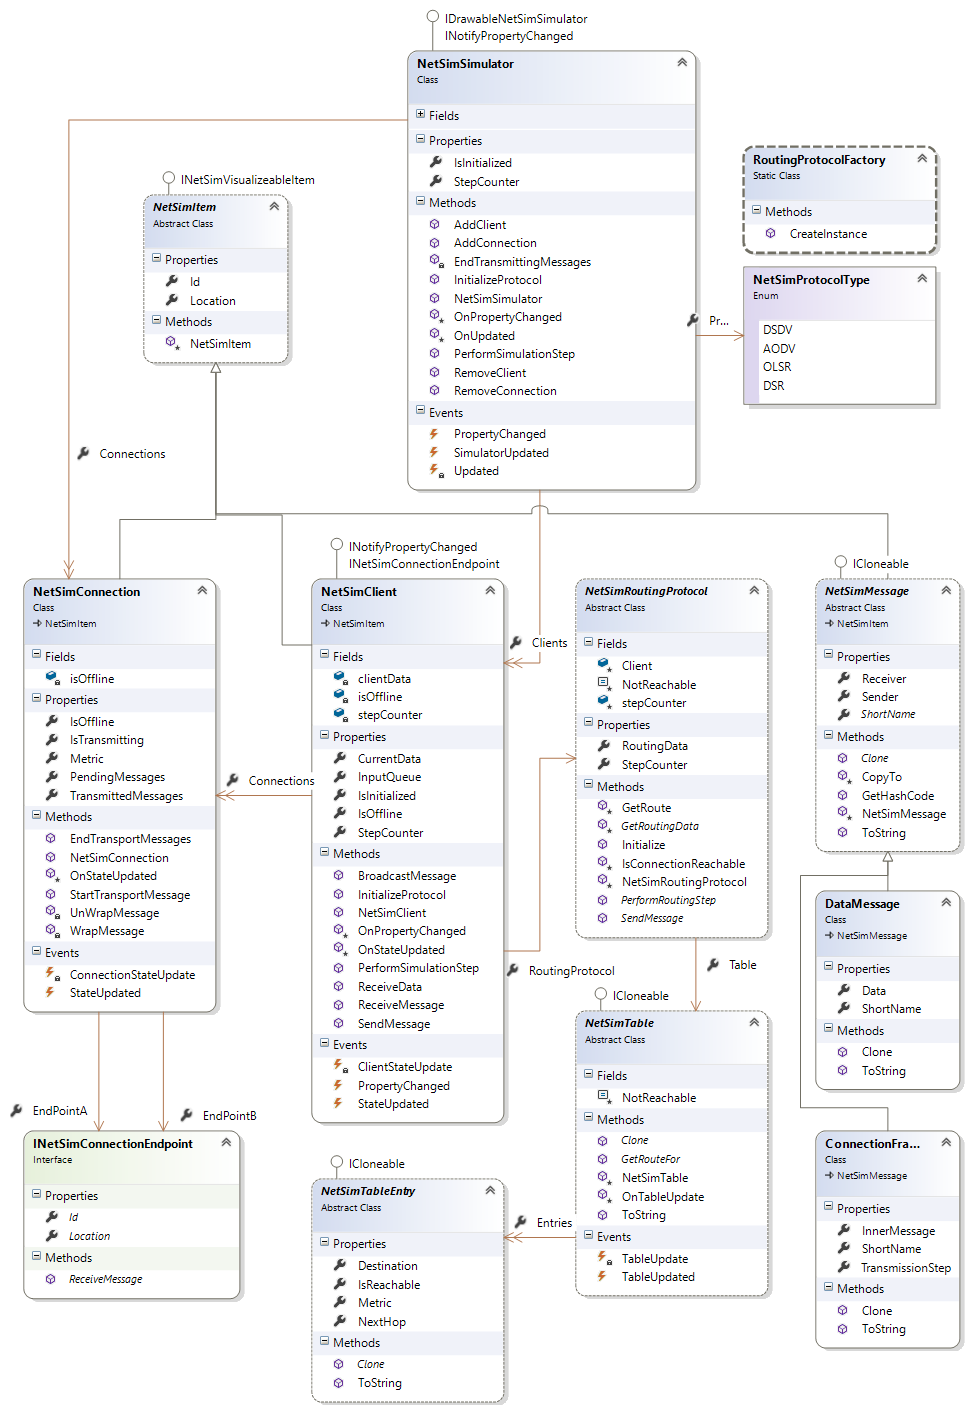 IDrawableNetSimSimulator
INotifyPropertyChanged
NetSimSimulator
Class
Fields
Properties
IsInitialized
StepCounter
Methods
AddClient
AddConnection
EndTransmittingMessages
InitializeProtocol
NetSimSimulator
OnPropertyChanged
OnUpdated
PerformSimulationStep
RemoveClient
RemoveConnection
Events
PropertyChanged
SimulatorUpdated
Updated
RoutingProtocolFactory
Static Class
Methods
CreateInstance
NetSimProtocolType
Enum
DSDV
AODV
OLSR
DSR
Pr...
INetSimVisualizeableItem
NetSimItem
Abstract Class
Properties
Id
Location
Methods
NetSimItem
Connections
NetSimConnection
Class
NetSimItem
Fields
isOffline
Properties
IsOffline
IsTransmitting
Metric
PendingMessages
TransmittedMessages
Methods
EndTransportMessages
NetSimConnection
OnStateUpdated
StartTransportMessage
UnWrapMessage
WrapMessage
Events
ConnectionStateUpdate
StateUpdated
Connections
INotifyPropertyChanged
INetSimConnectionEndpoint
NetSimClient
Class
NetSimItem
Fields
clientData
isOffline
stepCounter
Properties
CurrentData
InputQueue
IsInitialized
IsOffline
StepCounter
Methods
BroadcastMessage
InitializeProtocol
NetSimClient
OnPropertyChanged
OnStateUpdated
PerformSimulationStep
ReceiveData
ReceiveMessage
SendMessage
Events
ClientStateUpdate
PropertyChanged
StateUpdated
Clients
RoutingProtocol
NetSimRoutingProtocol
Abstract Class
Fields
Client
NotReachable
stepCounter
Properties
RoutingData
StepCounter
Methods
GetRoute
GetRoutingData
Initialize
IsConnectionReachable
NetSimRoutingProtocol
PerformRoutingStep
SendMessage
Table
ICloneable
NetSimMessage
Abstract Class
NetSimItem
Properties
Receiver
Sender
ShortName
Methods
Clone
CopyTo
GetHashCode
NetSimMessage
ToString
DataMessage
Class
NetSimMessage
Properties
Data
ShortName
Methods
Clone
ToString
ICloneable
NetSimTable
Abstract Class
Fields
NotReachable
Methods
Clone
GetRouteFor
NetSimTable
OnTableUpdate
ToString
Events
TableUpdate
TableUpdated
Entries
EndPointA
EndPointB
INetSimConnectionEndpoint
Interface
Properties
Id
Location
Methods
ReceiveMessage
ICloneable
NetSimTableEntry
Abstract Class
Properties
Destination
IsReachable
Metric
NextHop
Methods
Clone
ToString
ConnectionFra...
Class
NetSimMessage
Properties
InnerMessage
ShortName
TransmissionStep
Methods
Clone
ToString